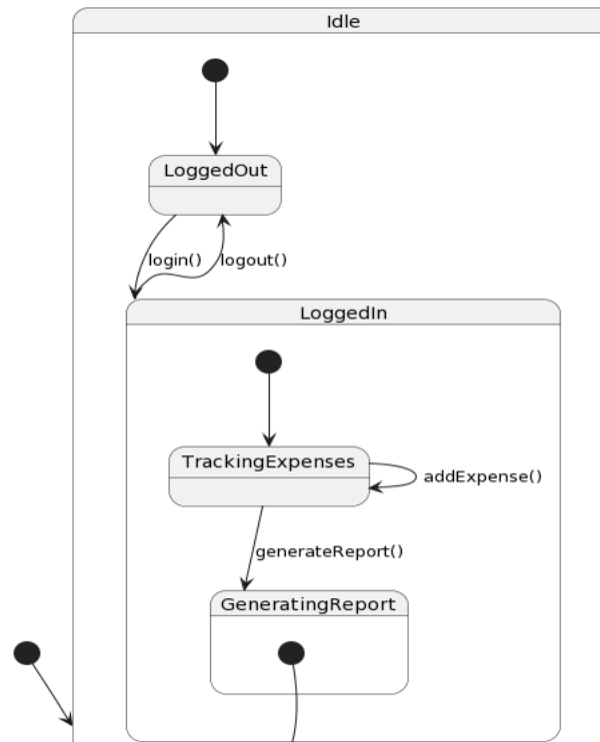 Idle
LoggedOut
login()
logout()
LoggedIn
TrackingExpenses
addExpense()
generateReport()
GeneratingReport